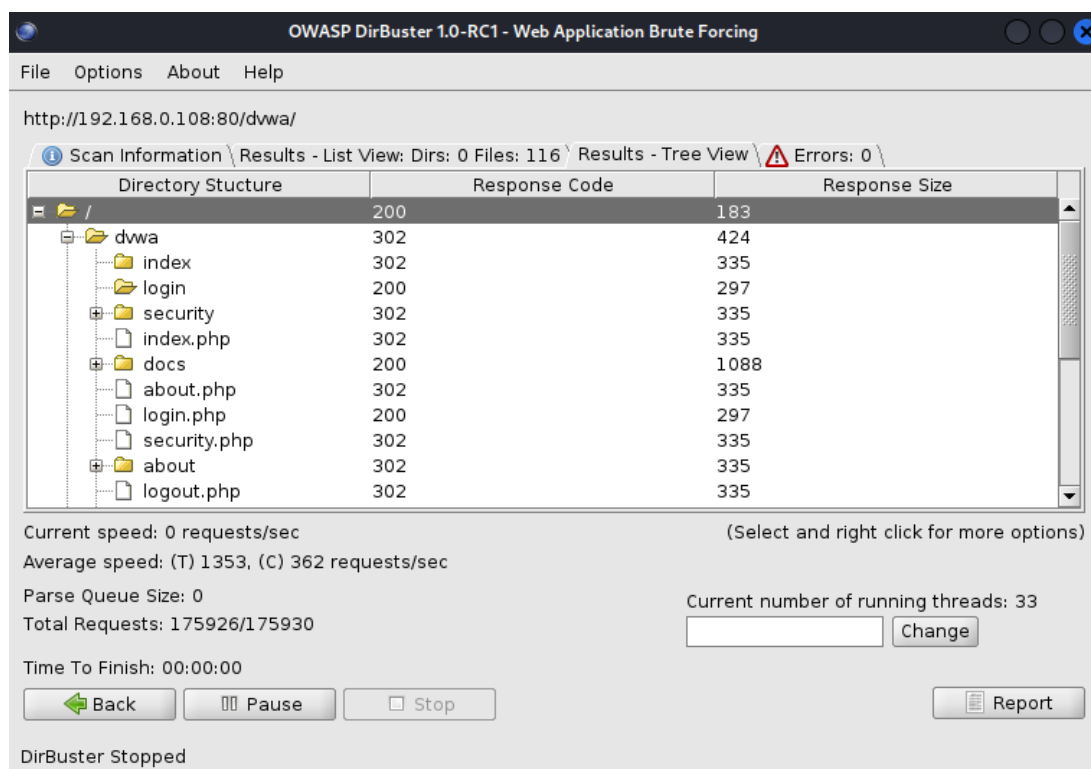 OWASP DirBuster 1.0-RC1 - Web Application Brute Forcing
File Options About Help
http://192.168.0.108:80/dvwa/
Scan Information Results - List View: Dirs: 0 Files: 116 Results - Tree View Errors: 0
Directory Stucture Response Code Response Size
/ 200 183
dvwa 302 424
index 302 335
login 200 297
security 302 335
index.php 302 335
docs 200 1088
about.php 302 335
login.php 200 297
security.php 302 335
about 302 335
logout.php 302 335
Current speed: 0 requests/sec (Select and right click for more options)
Average speed: (T) 1353, (C) 362 requests/sec
Parse Queue Size: 0 Current number of running threads: 33
Total Requests: 175926/175930 Change
Time To Finish: 00:00:00
Back Pause Stop Report
DirBuster Stopped